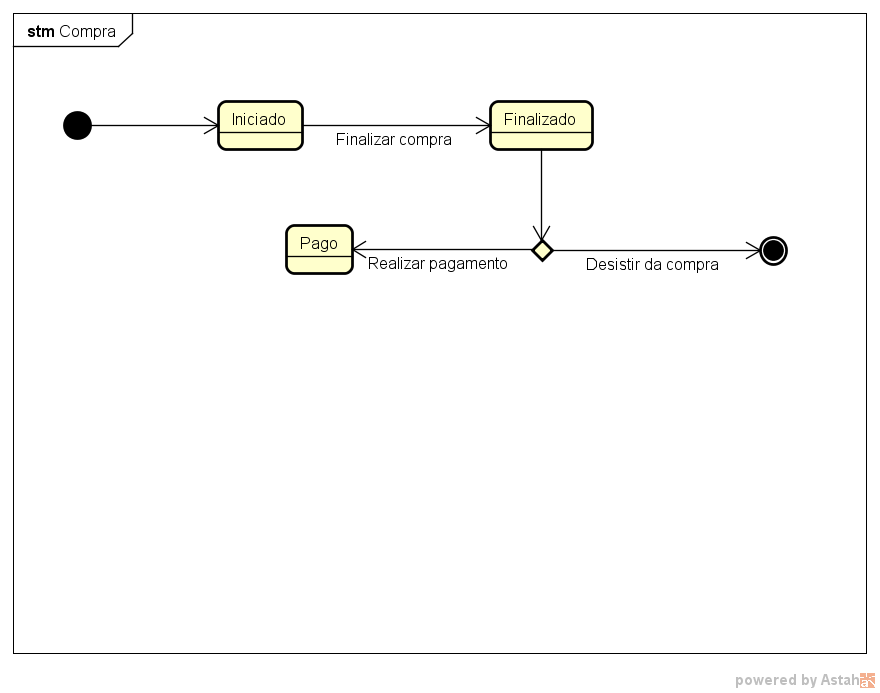 stm Compra
Iniciado
Finalizado
Finalizar compra
Pago
Realizar pagamento
Desistir da compra
powered by Astah